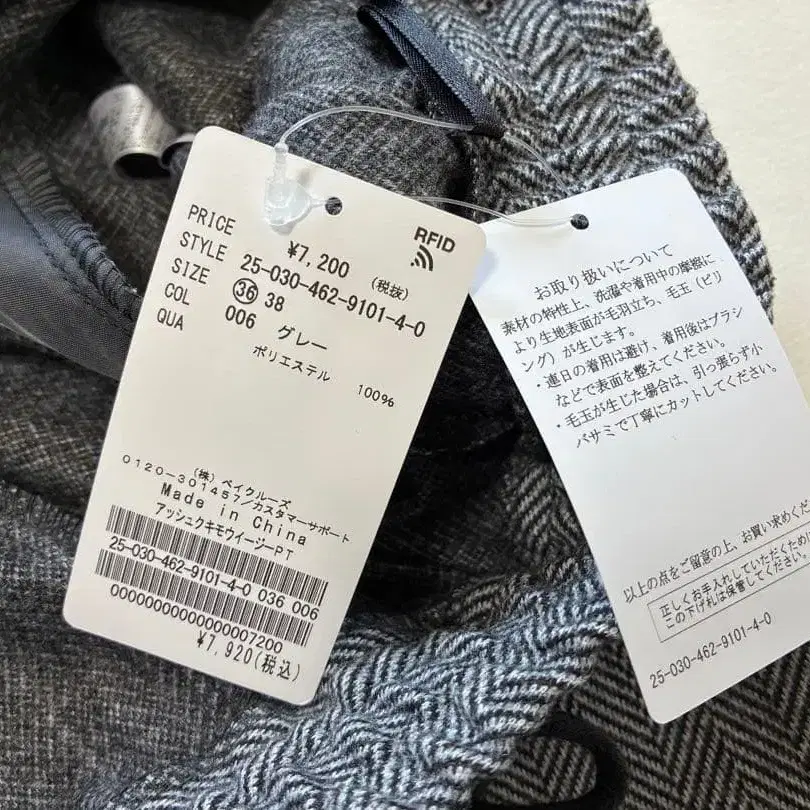 PRICE ¥7,200 (税抜)
RFID
STYLE 25-030-462-9101-4-0
SIZE 36 38
COL 006 グレー
QUA ポリエステル 100%
(株) ベイクルーズ
0120-301457/カスタマーサポート
Made in China
アッシュクキモウイージーPT
25-030-462-9101-4-0 036 006
00000000000000007200
¥7,920(税込)
お取り扱いについて
素材の特性上、洗濯や着用中の摩擦に
より生地表面が毛羽立ち、毛玉(ピリ
ング)が生じます。
・連日の着用は避け、着用後はブラシ
などで表面を整えてください。
・毛玉が生じた場合は、引っ張らず小
バサミで丁寧にカットしてください。
以上の点をご留意の上、お買い求めくだ
正しくお手入れしていただくために
この下げ札は保管してください。
25-030-462-9101-4-0